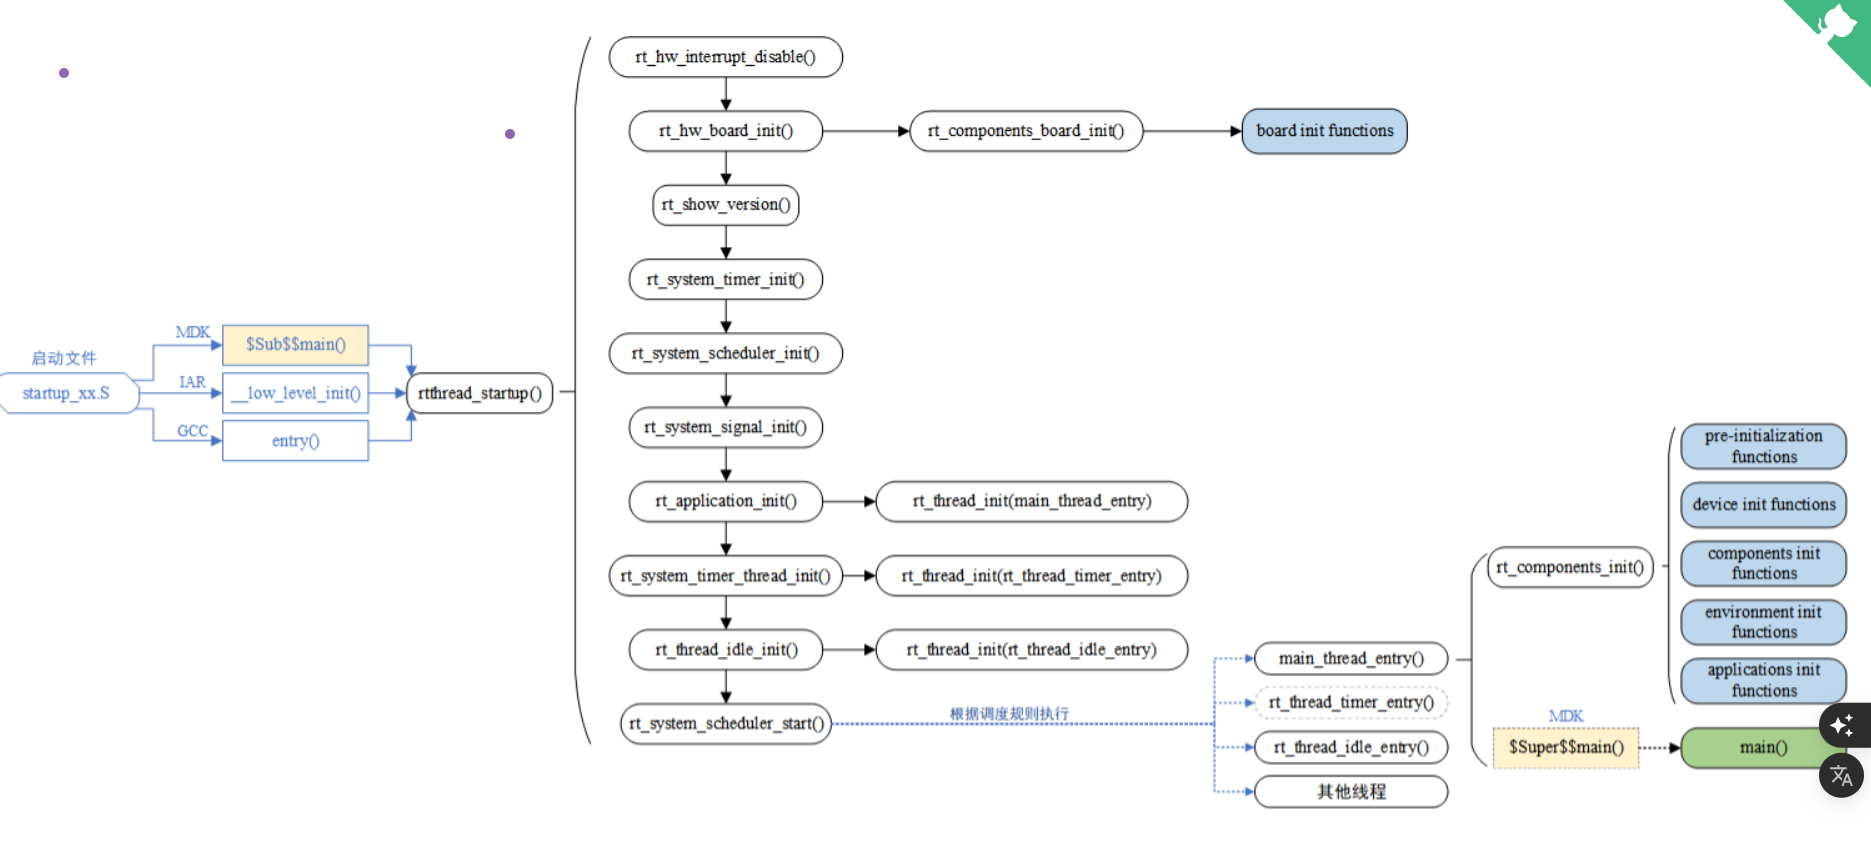 启动文件
startup_xx.S
MDK
$Sub$$main()
IAR
__low_level_init()
GCC
entry()
rtthread_startup()
rt_hw_interrupt_disable()
rt_hw_board_init()
rt_components_board_init()
board init functions
rt_show_version()
rt_system_timer_init()
rt_system_scheduler_init()
rt_system_signal_init()
rt_application_init()
rt_thread_init(main_thread_entry)
rt_system_timer_thread_init()
rt_thread_init(rt_thread_timer_entry)
rt_thread_idle_init()
rt_thread_init(rt_thread_idle_entry)
rt_system_scheduler_start()
根据调度规则执行
main_thread_entry()
rt_thread_timer_entry()
rt_thread_idle_entry()
其他线程
rt_components_init()
pre-initialization
functions
device init functions
components init
functions
environment init
functions
applications init
functions
MDK
$Super$$main()
main()